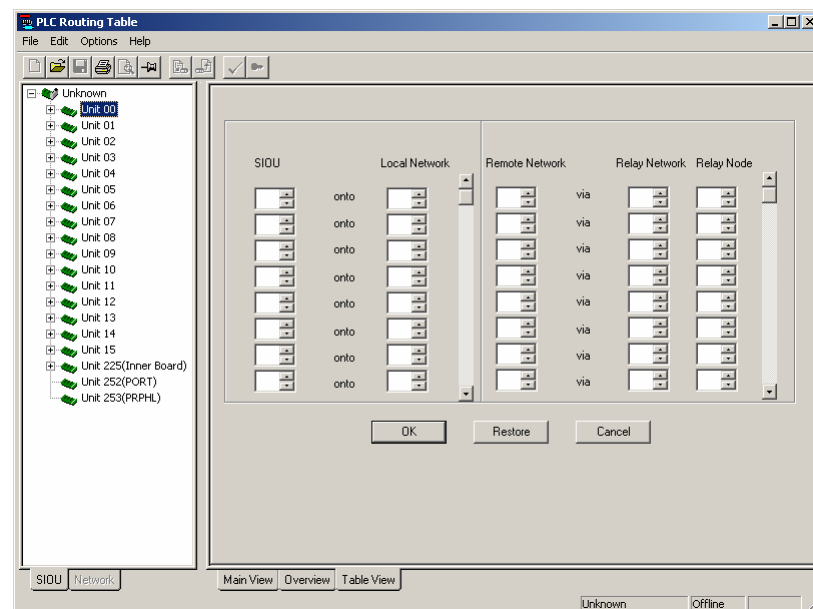 PLC Routing Table
File Edit Options Help
Unknown
Unit 00
Unit 01
Unit 02
Unit 03
Unit 04
Unit 05
Unit 06
Unit 07
Unit 08
Unit 09
Unit 10
Unit 11
Unit 12
Unit 13
Unit 14
Unit 15
Unit 225(Inner Board)
Unit 252(PORT)
Unit 253(PRPHL)
SIOU Network
SIOU Local Network Remote Network Relay Network Relay Node
onto via
onto via
onto via
onto via
onto via
onto via
onto via
onto via
OK Restore Cancel
Main View Overview Table View
Unknown Offline